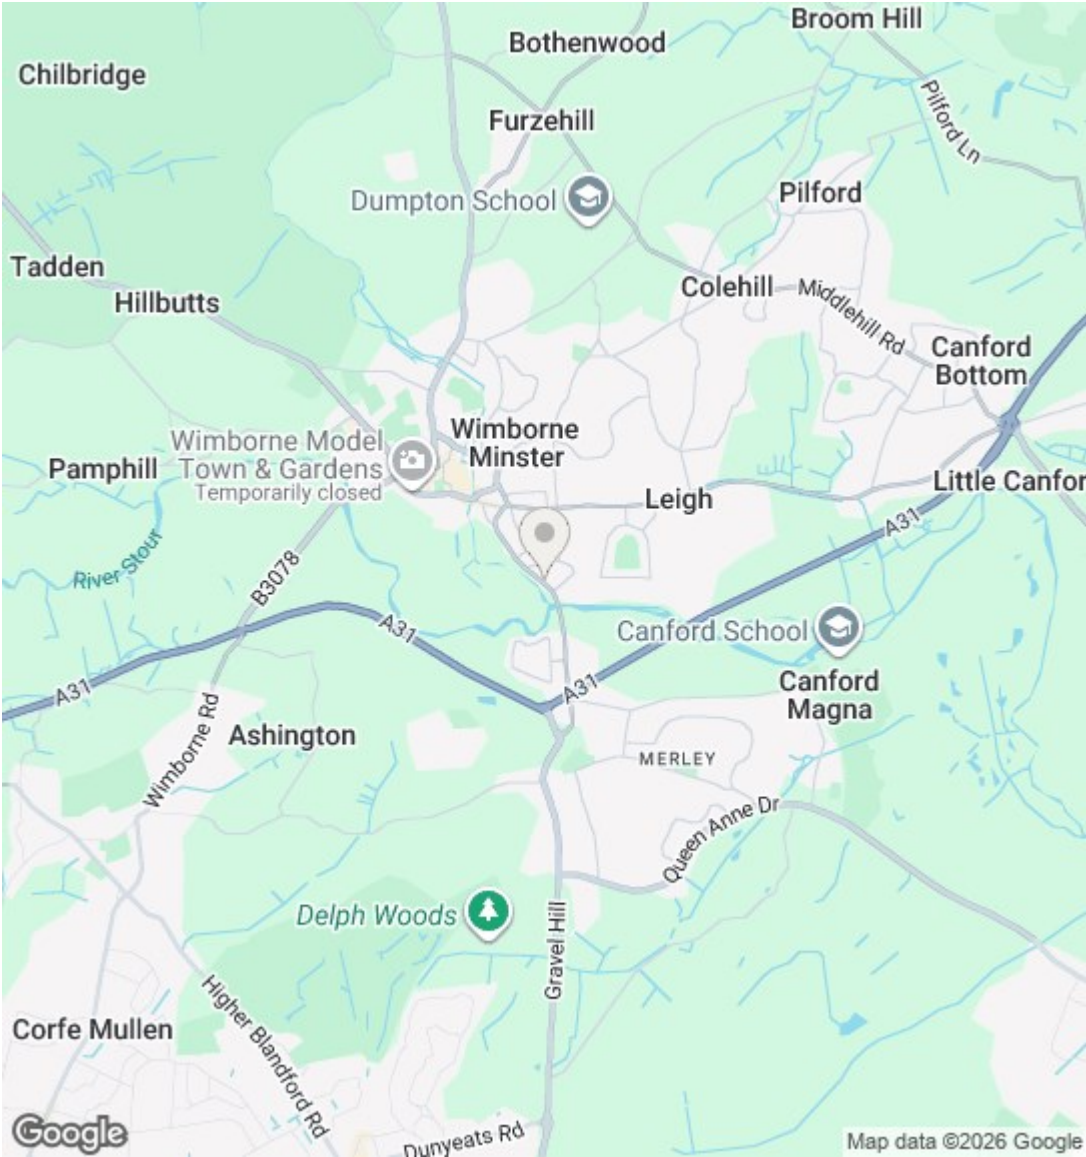 Broom Hill
Bothenwood
Chilbridge
Furzehill
Pilford Ln
Dumpton School
Pilford
Tadden
Hillbutts
Colehill
Middlehill Rd
Canford
Bottom
Wimborne
Minster
Wimborne Model
Town & Gardens
Temporarily closed
Pamphill
Little Canfor
Leigh
A31
River Stour
B3078
A31
Canford School
A31
A31
Canford
Magna
Wimborne Rd
Ashington
MERLEY
Queen Anne Dr
Delph Woods
Gravel Hill
Higher Blandford Rd
Corfe Mullen
Dunyeats Rd
Google
Map data ©2026 Google